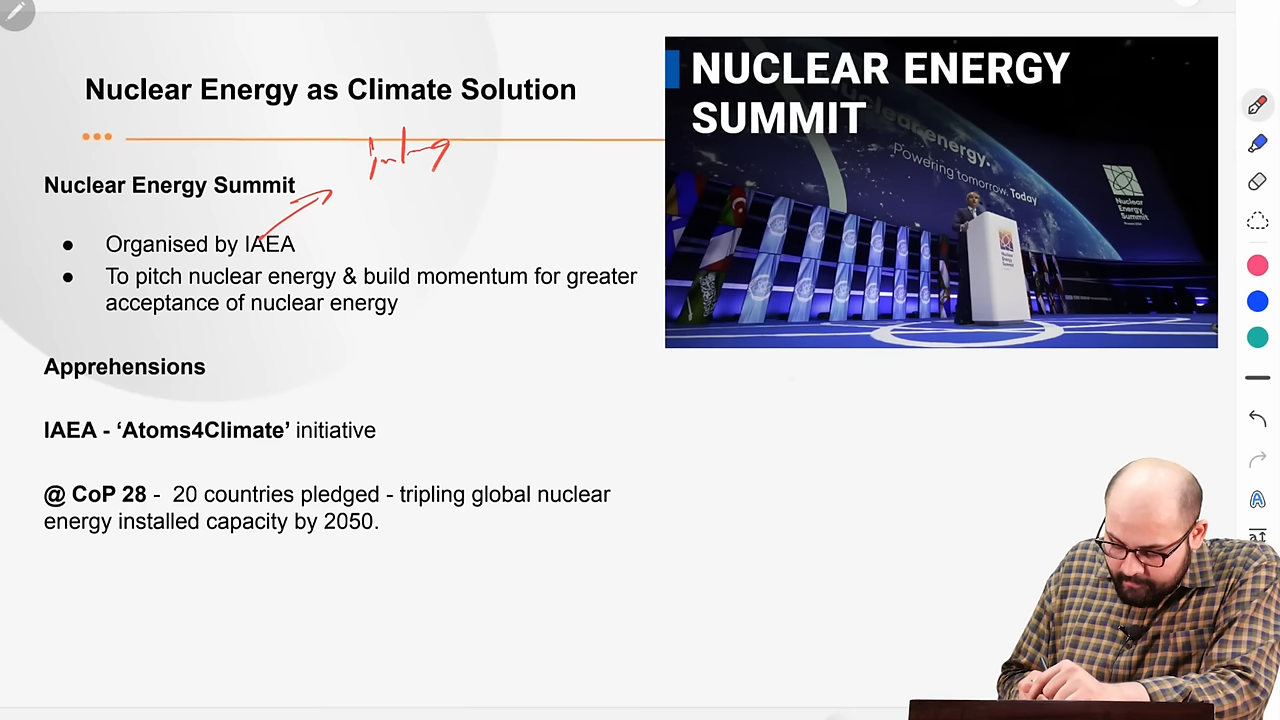 Nuclear Energy as Climate Solution
Nuclear Energy Summit
● Organised by IAEA
● To pitch nuclear energy & build momentum for greater
acceptance of nuclear energy
Apprehensions
IAEA - ‘Atoms4Climate’ initiative
@ CoP 28 - 20 countries pledged - tripling global nuclear
energy installed capacity by 2050.
NUCLEAR ENERGY
SUMMIT
nuclear energy.
Powering tomorrow. Today
Nuclear
Energy
Summit